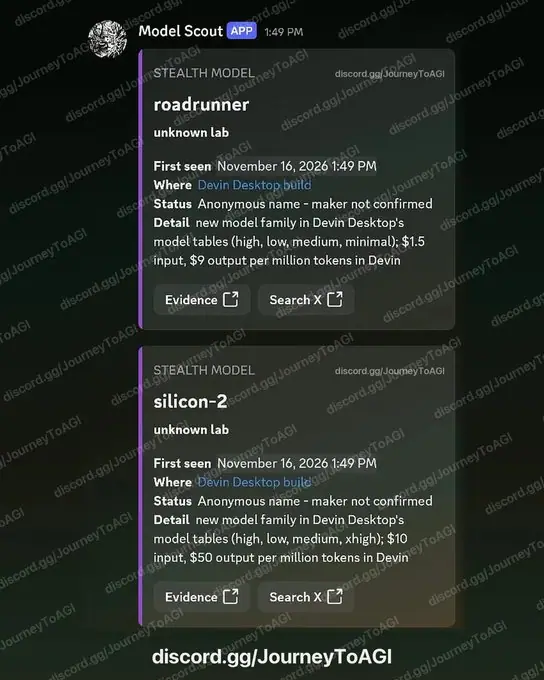 Model Scout APP 1:49 PM
STEALTH MODEL discord.gg/JourneyToAGI
roadrunner
unknown lab
First seen November 16, 2026 1:49 PM
Where Devin Desktop build
Status Anonymous name - maker not confirmed
Detail new model family in Devin Desktop's
model tables (high, low, medium, minimal); $1.5
input, $9 output per million tokens in Devin
Evidence Search X
STEALTH MODEL discord.gg/JourneyToAGI
silicon-2
unknown lab
First seen November 16, 2026 1:49 PM
Where Devin Desktop build
Status Anonymous name - maker not confirmed
Detail new model family in Devin Desktop's
model tables (high, low, medium, xhigh); $10
input, $50 output per million tokens in Devin
Evidence Search X
discord.gg/JourneyToAGI